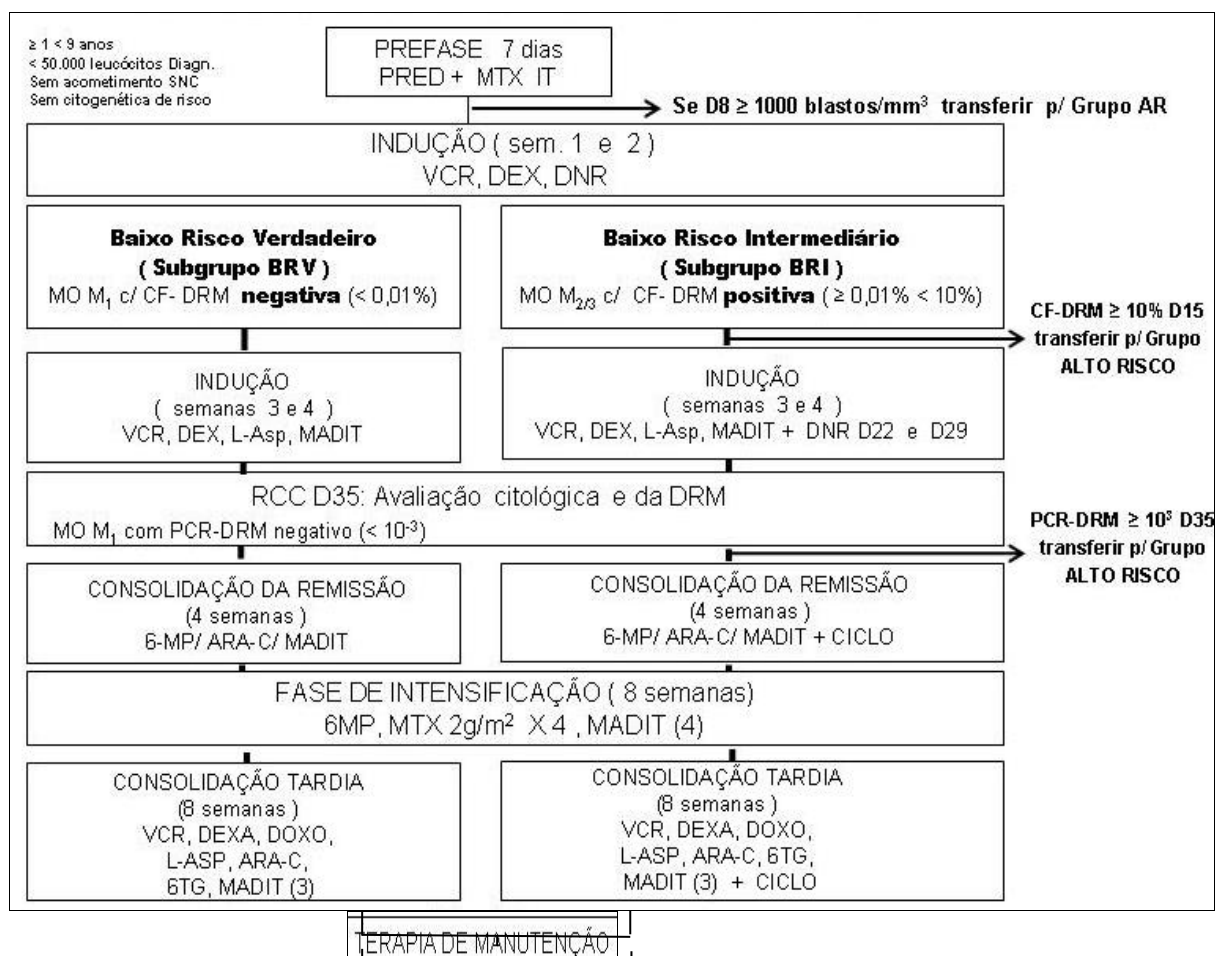 ≥ 1 < 9 anos
< 50.000 leucócitos Diagn.
Sem acometimento SNC
Sem citogenética de risco
PREFASE 7 dias
PRED + MTX IT
Se D8 ≥ 1000 blastos/mm³ transferir p/ Grupo AR
INDUÇÃO ( sem. 1 e 2 )
VCR, DEX, DNR
Baixo Risco Verdadeiro
( Subgrupo BRV )
MO M₁ c/ CF- DRM negativa (< 0,01%)
Baixo Risco Intermediário
( Subgrupo BRI )
MO M₂/₃ c/ CF- DRM positiva ( ≥ 0,01% < 10%)
CF-DRM ≥ 10% D15
transferir p/ Grupo
ALTO RISCO
INDUÇÃO
( semanas 3 e 4 )
VCR, DEX, L-Asp, MADIT
INDUÇÃO
( semanas 3 e 4 )
VCR, DEX, L-Asp, MADIT + DNR D22 e D29
RCC D35: Avaliação citológica e da DRM
MO M₁ com PCR-DRM negativo (< 10⁻³)
PCR-DRM ≥ 10³ D35
transferir p/ Grupo
ALTO RISCO
CONSOLIDAÇÃO DA REMISSÃO
(4 semanas )
6-MP/ ARA-C/ MADIT
CONSOLIDAÇÃO DA REMISSÃO
(4 semanas )
6-MP/ ARA-C/ MADIT + CICLO
FASE DE INTENSIFICAÇÃO ( 8 semanas)
6MP, MTX 2g/m² X 4 , MADIT (4)
CONSOLIDAÇÃO TARDIA
(8 semanas )
VCR, DEXA, DOXO,
L-ASP, ARA-C,
6TG, MADIT (3)
CONSOLIDAÇÃO TARDIA
(8 semanas )
VCR, DEXA, DOXO,
L-ASP, ARA-C, 6TG,
MADIT (3) + CICLO
TERAPIA DE MANUTENÇÃO